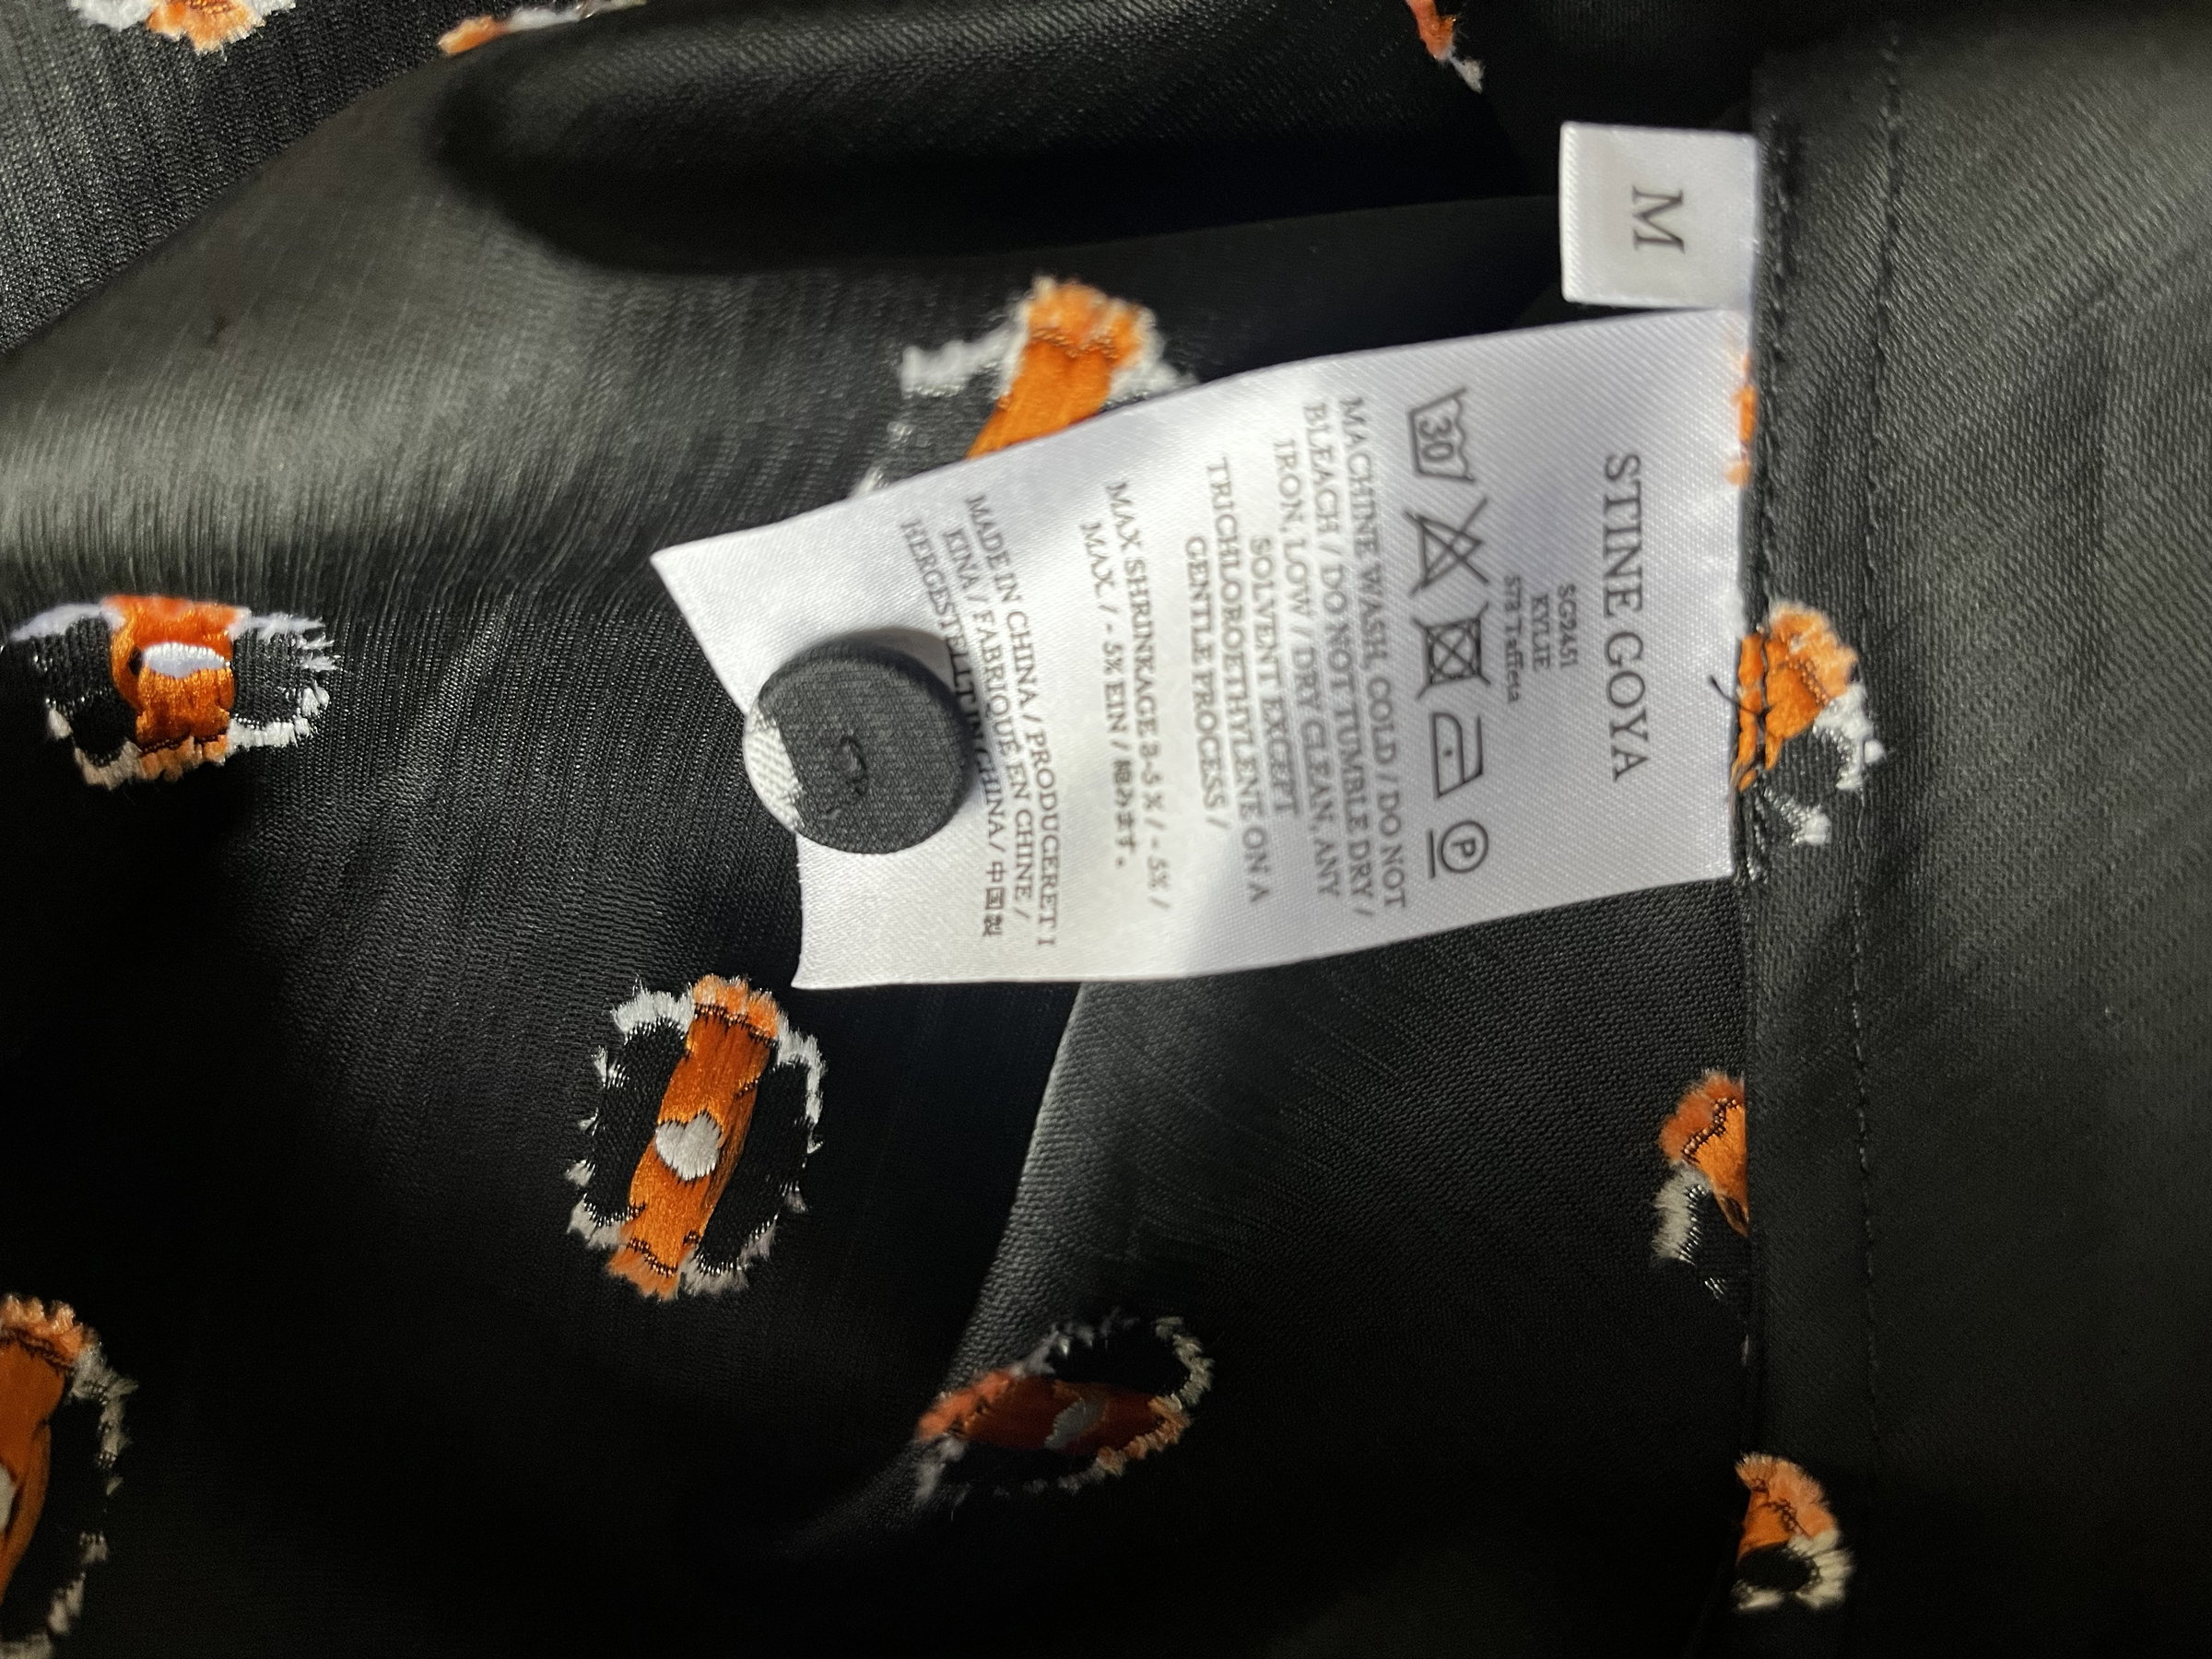 M
STINE GOYA
SG2451
KYLIE
578 Taffeta
30
P
MACHINE WASH, COLD / DO NOT
BLEACH / DO NOT TUMBLE DRY /
IRON, LOW / DRY CLEAN, ANY
SOLVENT EXCEPT
TRICHLOROETHYLENE ON A
GENTLE PROCESS /
MAX SHRINKAGE 3-5 % / - 5% /
MAX. / - 5% EIN / 縮みます。
MADE IN CHINA / PRODUCERET I
KINA / FABRIQUÉ EN CHINE /
HERGESTELLT IN CHINA / 中国製